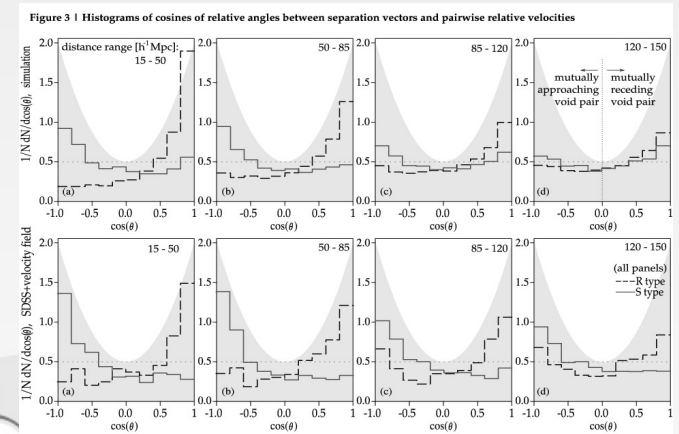 Figure 3 | Histograms of cosines of relative angles between separation vectors and pairwise relative velocities
1/N dN/dcos(θ), simulation
2.0
1.5
1.0
0.5
0.0
distance range [h⁻¹Mpc]:
15 - 50
(a)
-1.0 -0.5 0.0 0.5 1
cos(θ)
2.0
1.5
1.0
0.5
0.0
50 - 85
(b)
-1.0 -0.5 0.0 0.5 1
cos(θ)
2.0
1.5
1.0
0.5
0.0
85 - 120
(c)
-1.0 -0.5 0.0 0.5 1
cos(θ)
2.0
1.5
1.0
0.5
0.0
120 - 150
mutually mutually
approaching receding
void pair void pair
(d)
-1.0 -0.5 0.0 0.5 1
cos(θ)
1/N dN/dcos(θ), SDSS+velocity field
2.0
1.5
1.0
0.5
0.0
15 - 50
(a)
-1.0 -0.5 0.0 0.5 1
cos(θ)
2.0
1.5
1.0
0.5
0.0
50 - 85
(b)
-1.0 -0.5 0.0 0.5 1
cos(θ)
2.0
1.5
1.0
0.5
0.0
85 - 120
(c)
-1.0 -0.5 0.0 0.5 1
cos(θ)
2.0
1.5
1.0
0.5
0.0
120 - 150
(all panels)
R type
S type
(d)
-1.0 -0.5 0.0 0.5 1
cos(θ)